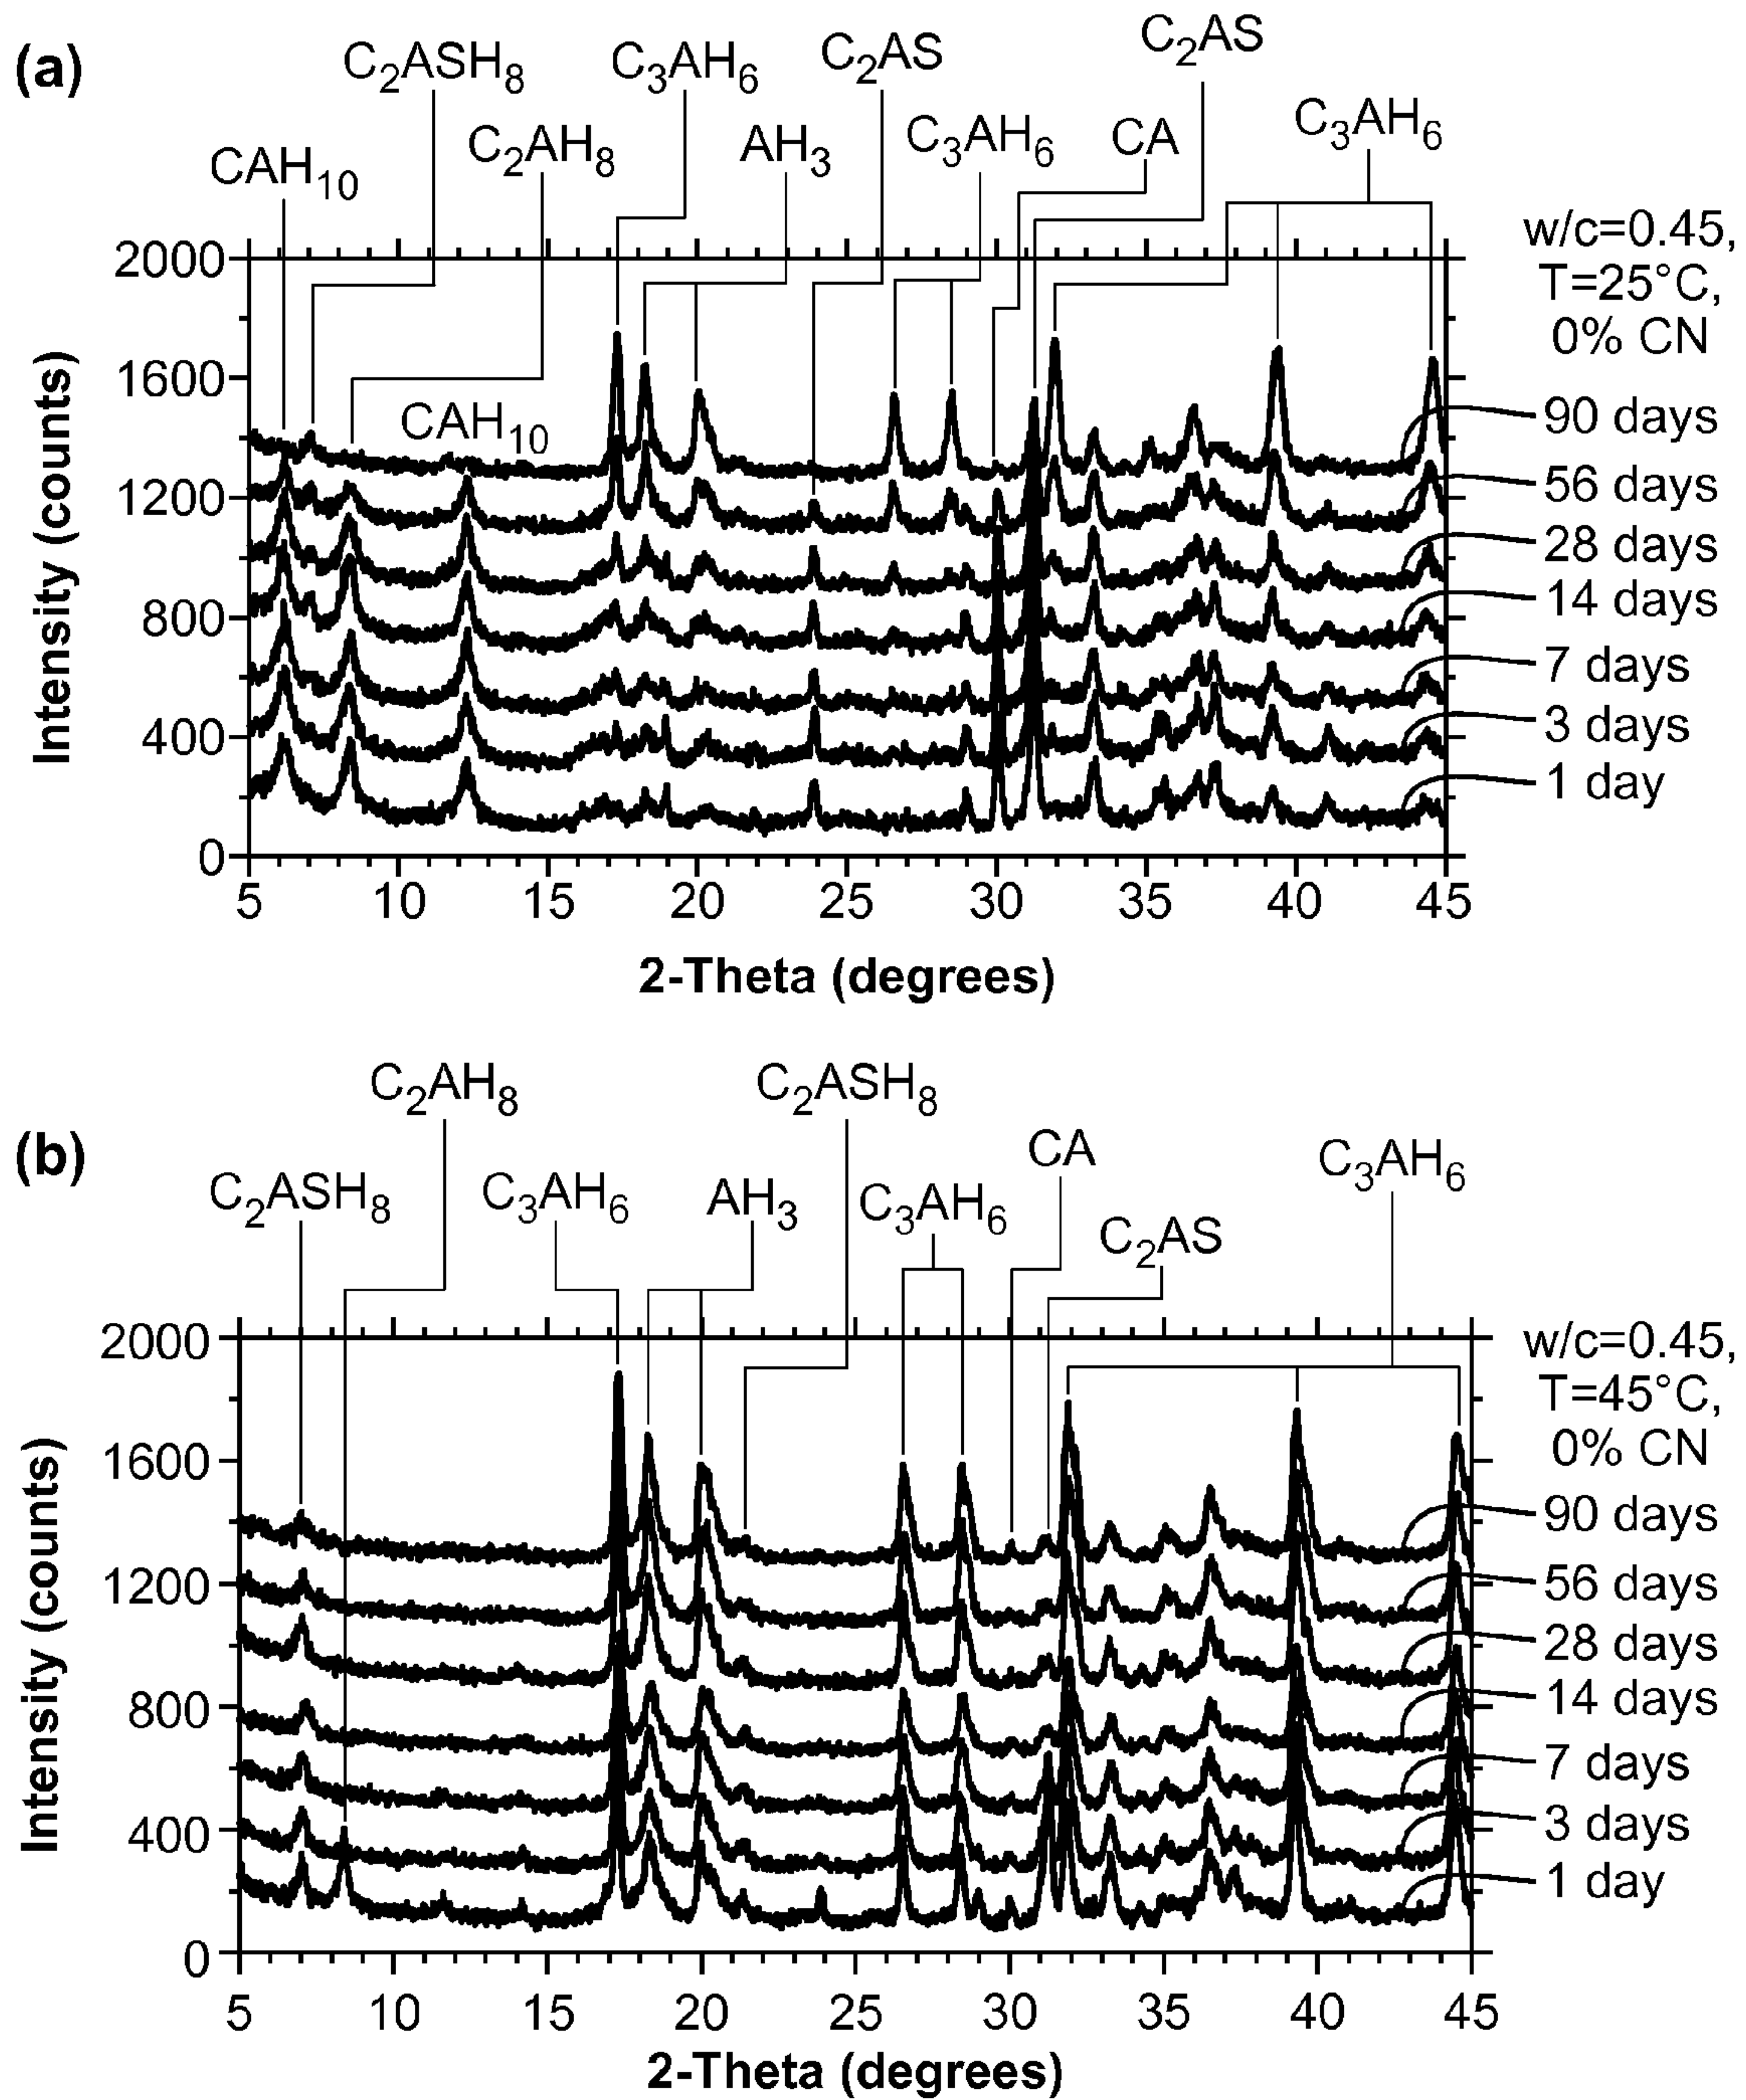 (a)
C2ASH8
C3AH6
C2AS
C2AS
CAH10
C2AH8
AH3
C3AH6
CA
C3AH6
CAH10
w/c=0.45,
T=25°C,
0% CN
90 days
56 days
28 days
14 days
7 days
3 days
1 day
2000
1600
1200
800
400
0
Intensity (counts)
5 10 15 20 25 30 35 40 45
2-Theta (degrees)
(b)
C2AH8
C2ASH8
C2ASH8
C3AH6
AH3
C3AH6
CA
C2AS
C3AH6
w/c=0.45,
T=45°C,
0% CN
90 days
56 days
28 days
14 days
7 days
3 days
1 day
2000
1600
1200
800
400
0
Intensity (counts)
5 10 15 20 25 30 35 40 45
2-Theta (degrees)